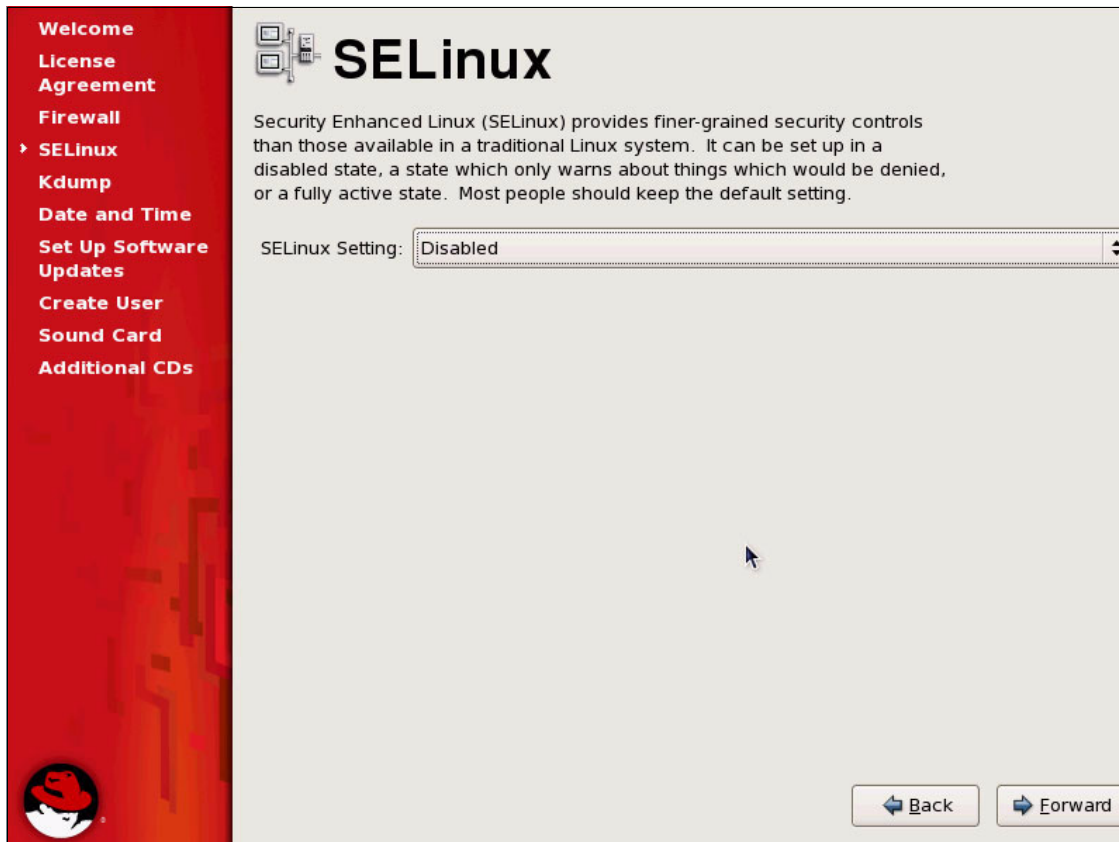 Welcome
License
Agreement
Firewall
SELinux
Kdump
Date and Time
Set Up Software
Updates
Create User
Sound Card
Additional CDs
SELinux
Security Enhanced Linux (SELinux) provides finer-grained security controls
than those available in a traditional Linux system. It can be set up in a
disabled state, a state which only warns about things which would be denied,
or a fully active state. Most people should keep the default setting.
SELinux Setting: Disabled
Back Forward